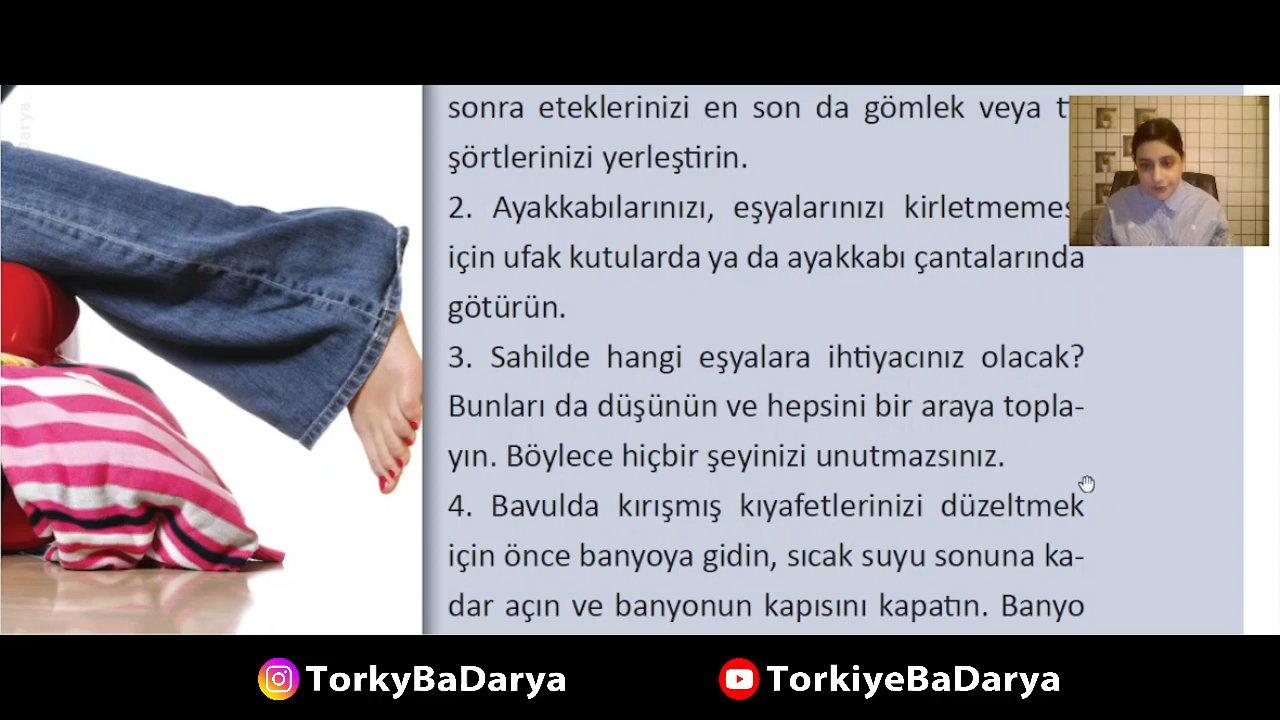 sonra eteklerinizi en son da gömlek veya
şörtlerinizi yerleştirin.
2. Ayakkabılarınızı, eşyalarınızı
için ufak kutularda ya da ayakkabı çantalarında
götürün.
3. Sahilde hangi eşyalara ihtiyacınız olacak?
Bunları da düşünün ve hepsini bir araya topla-
yın. Böylece hiçbir şeyinizi unutmazsınız.
4. Bavulda kırışmış kıyafetlerinizi düzeltmek
için önce banyoya gidin, sıcak suyu sonuna ka-
dar açın ve banyonun kapısını kapatın. Banyo
TorkyBaDarya
TorkiyeBaDarya